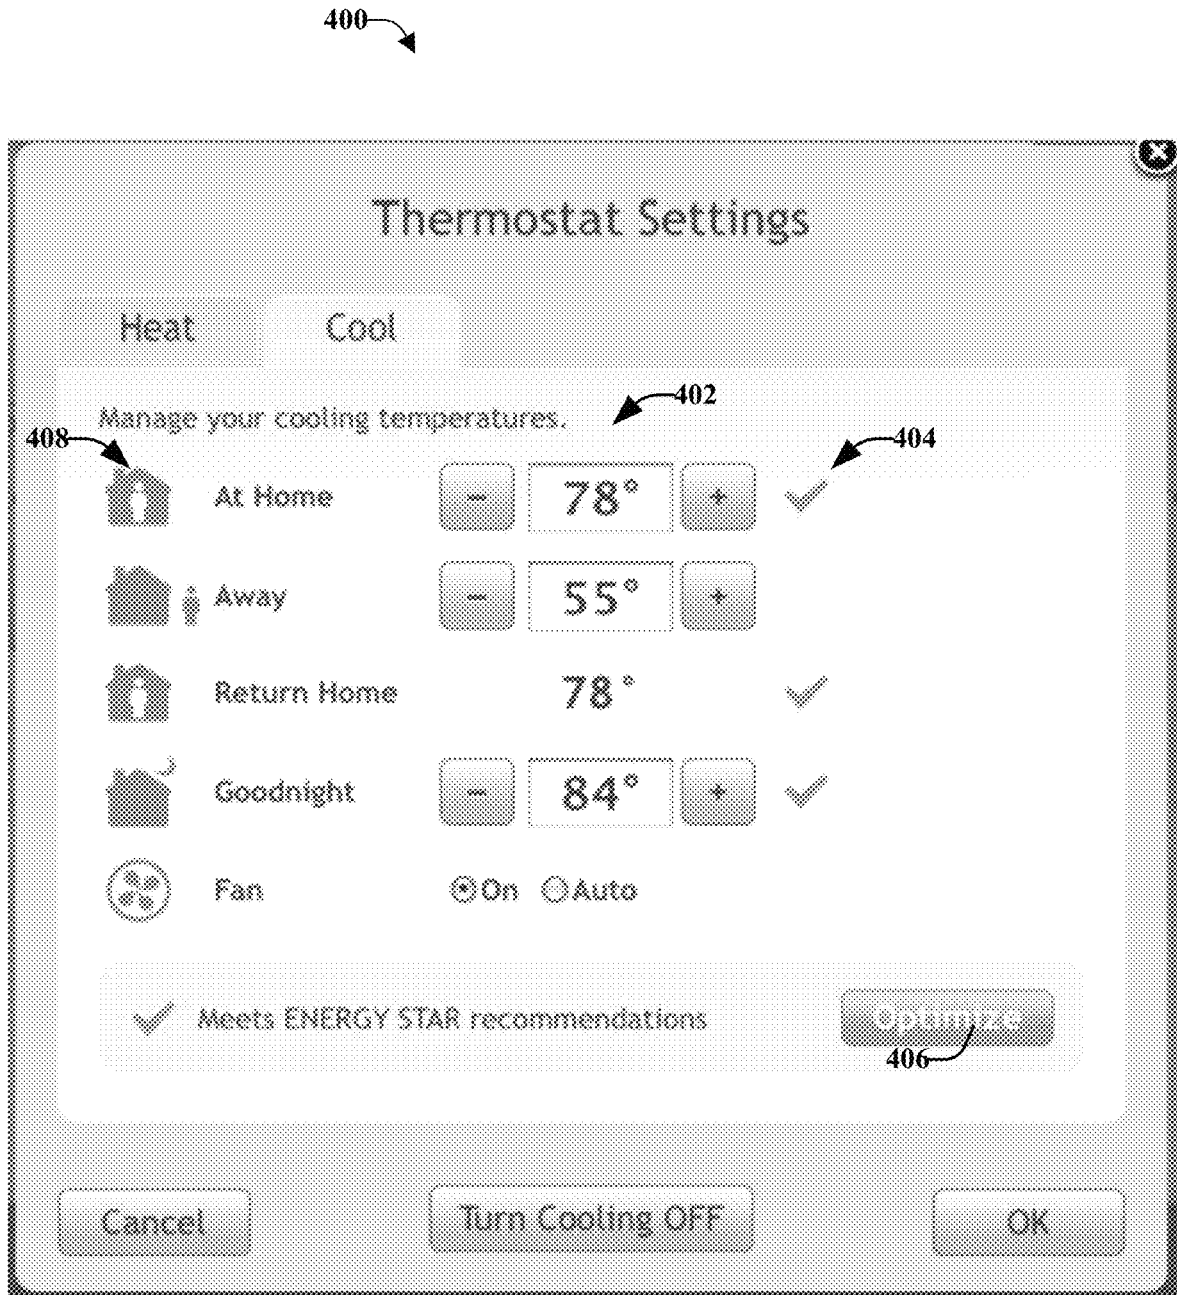 400
Thermostat Settings
Heat Cool
Manage your cooling temperatures. 402
408 404
At Home − 78° +
Away − 55° +
Return Home 78°
Goodnight − 84° +
Fan On Auto
Meets ENERGY STAR recommendations Optimize
406
Cancel Turn Cooling OFF OK